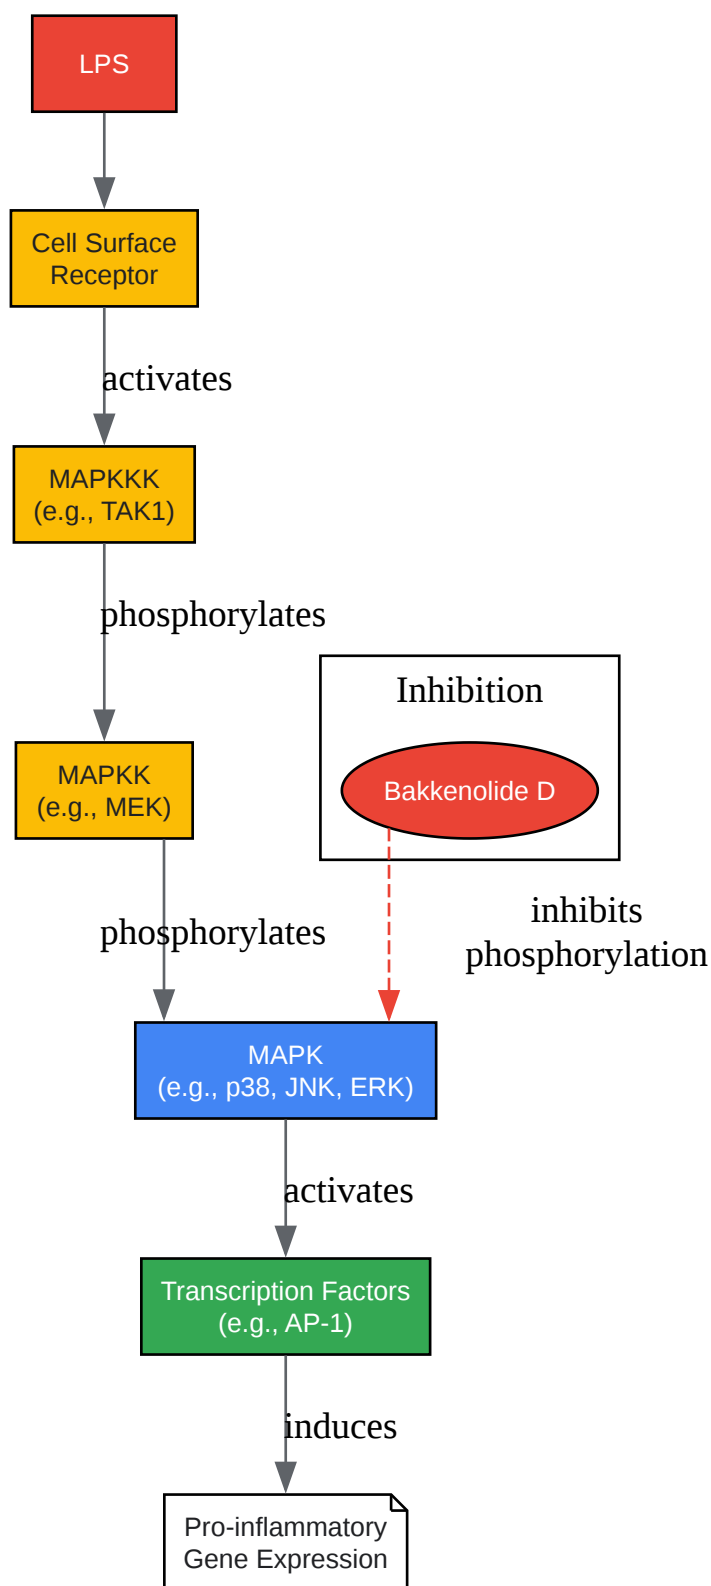 LPS
Cell Surface
Receptor
activates
MAPKKK
(e.g., TAK1)
phosphorylates
Inhibition
MAPKK
(e.g., MEK)
Bakkenolide D
phosphorylates
inhibits
phosphorylation
MAPK
(e.g., p38, JNK, ERK)
activates
Transcription Factors
(e.g., AP-1)
induces
Pro-inflammatory
Gene Expression